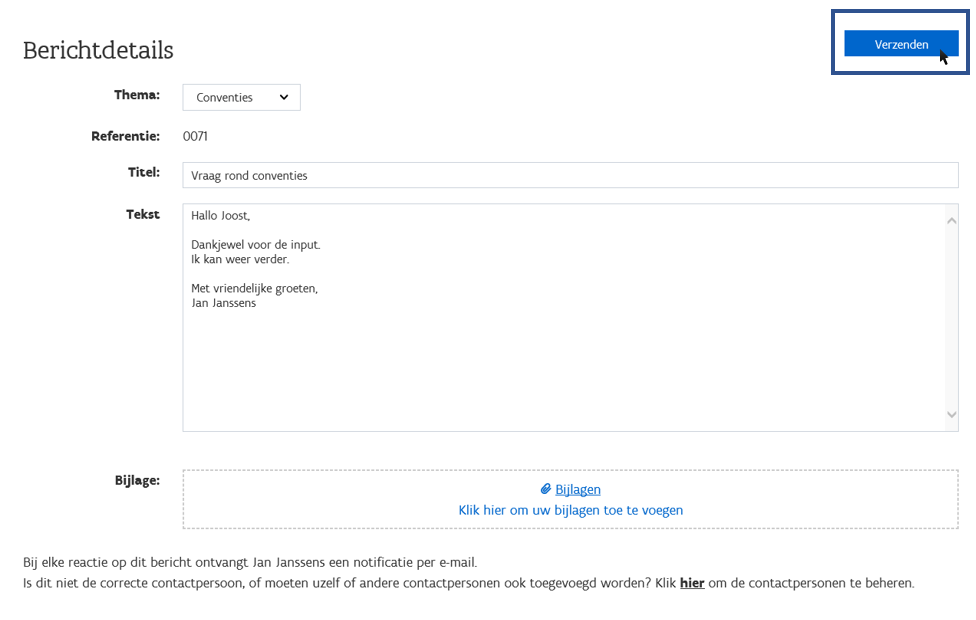 Berichtdetails
Verzenden
Thema:
Conventies
Referentie:
0071
Titel:
Vraag rond conventies
Tekst
Hallo Joost,
Dankjewel voor de input.
Ik kan weer verder.
Met vriendelijke groeten,
Jan Janssens
Bijlage:
Bijlagen
Klik hier om uw bijlagen toe te voegen
Bij elke reactie op dit bericht ontvangt Jan Janssens een notificatie per e-mail.
Is dit niet de correcte contactpersoon, of moeten uzelf of andere contactpersonen ook toegevoegd worden? Klik hier om de contactpersonen te beheren.